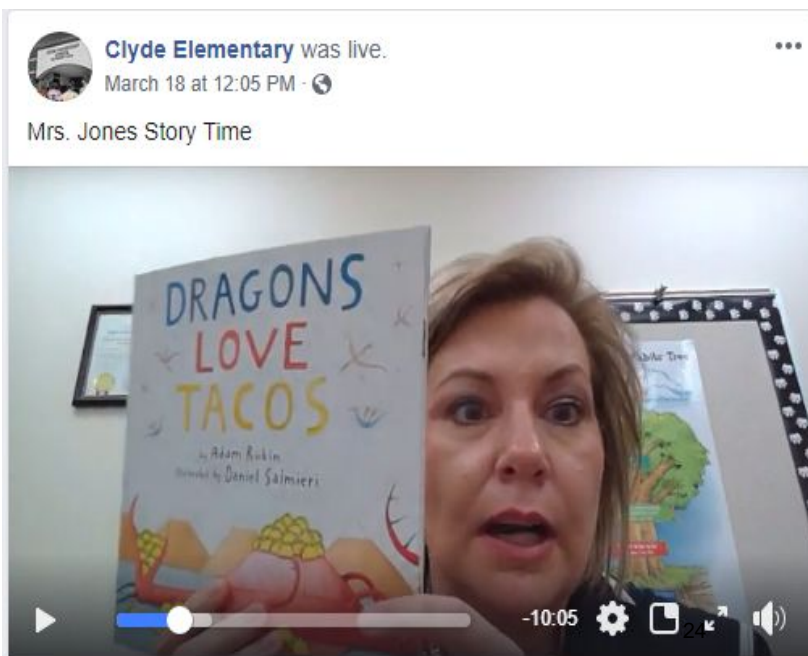 Clyde Elementary was live.
March 18 at 12:05 PM ·
Mrs. Jones Story Time
DRAGONS
LOVE
TACOS
by Adam Rubin
illustrated by Daniel Salmieri
Tree
-10:05
24